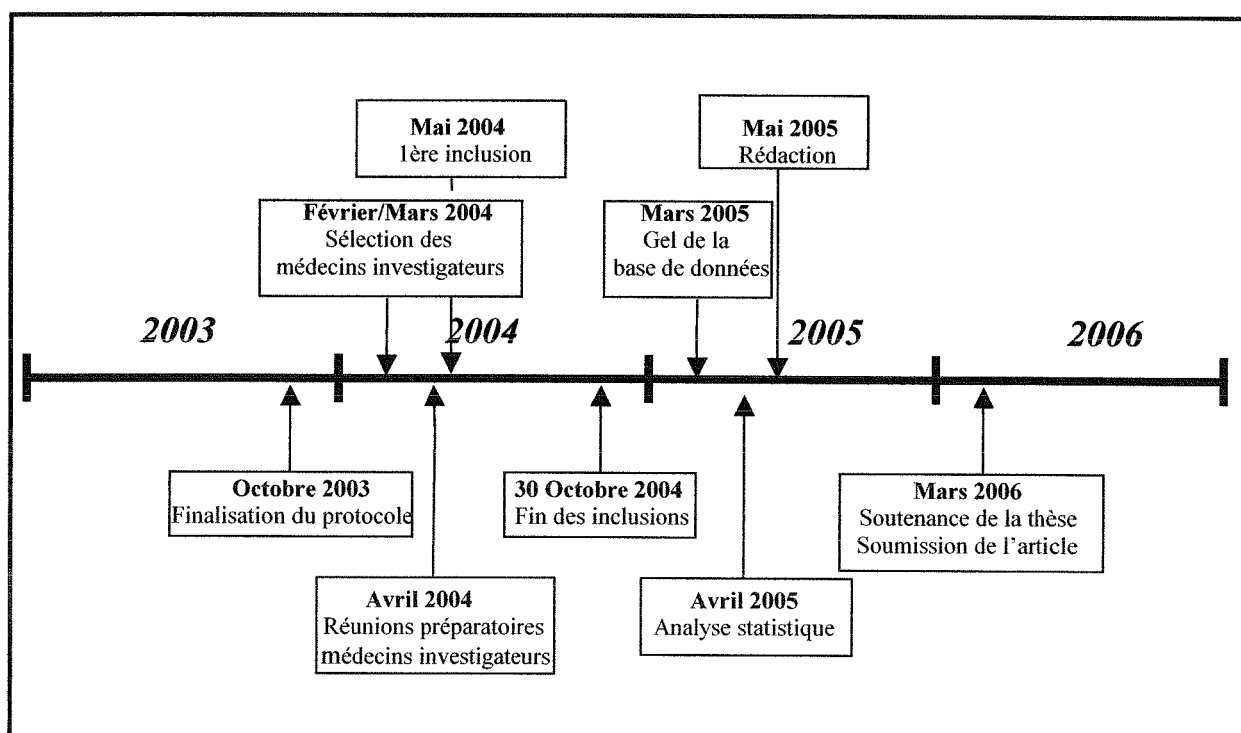 Mai 2004
1ère inclusion
Mai 2005
Rédaction
Février/Mars 2004
Sélection des
médecins investigateurs
Mars 2005
Gel de la
base de données
2003
2004
2005
2006
Octobre 2003
Finalisation du protocole
30 Octobre 2004
Fin des inclusions
Mars 2006
Soutenance de la thèse
Soumission de l'article
Avril 2004
Réunions préparatoires
médecins investigateurs
Avril 2005
Analyse statistique